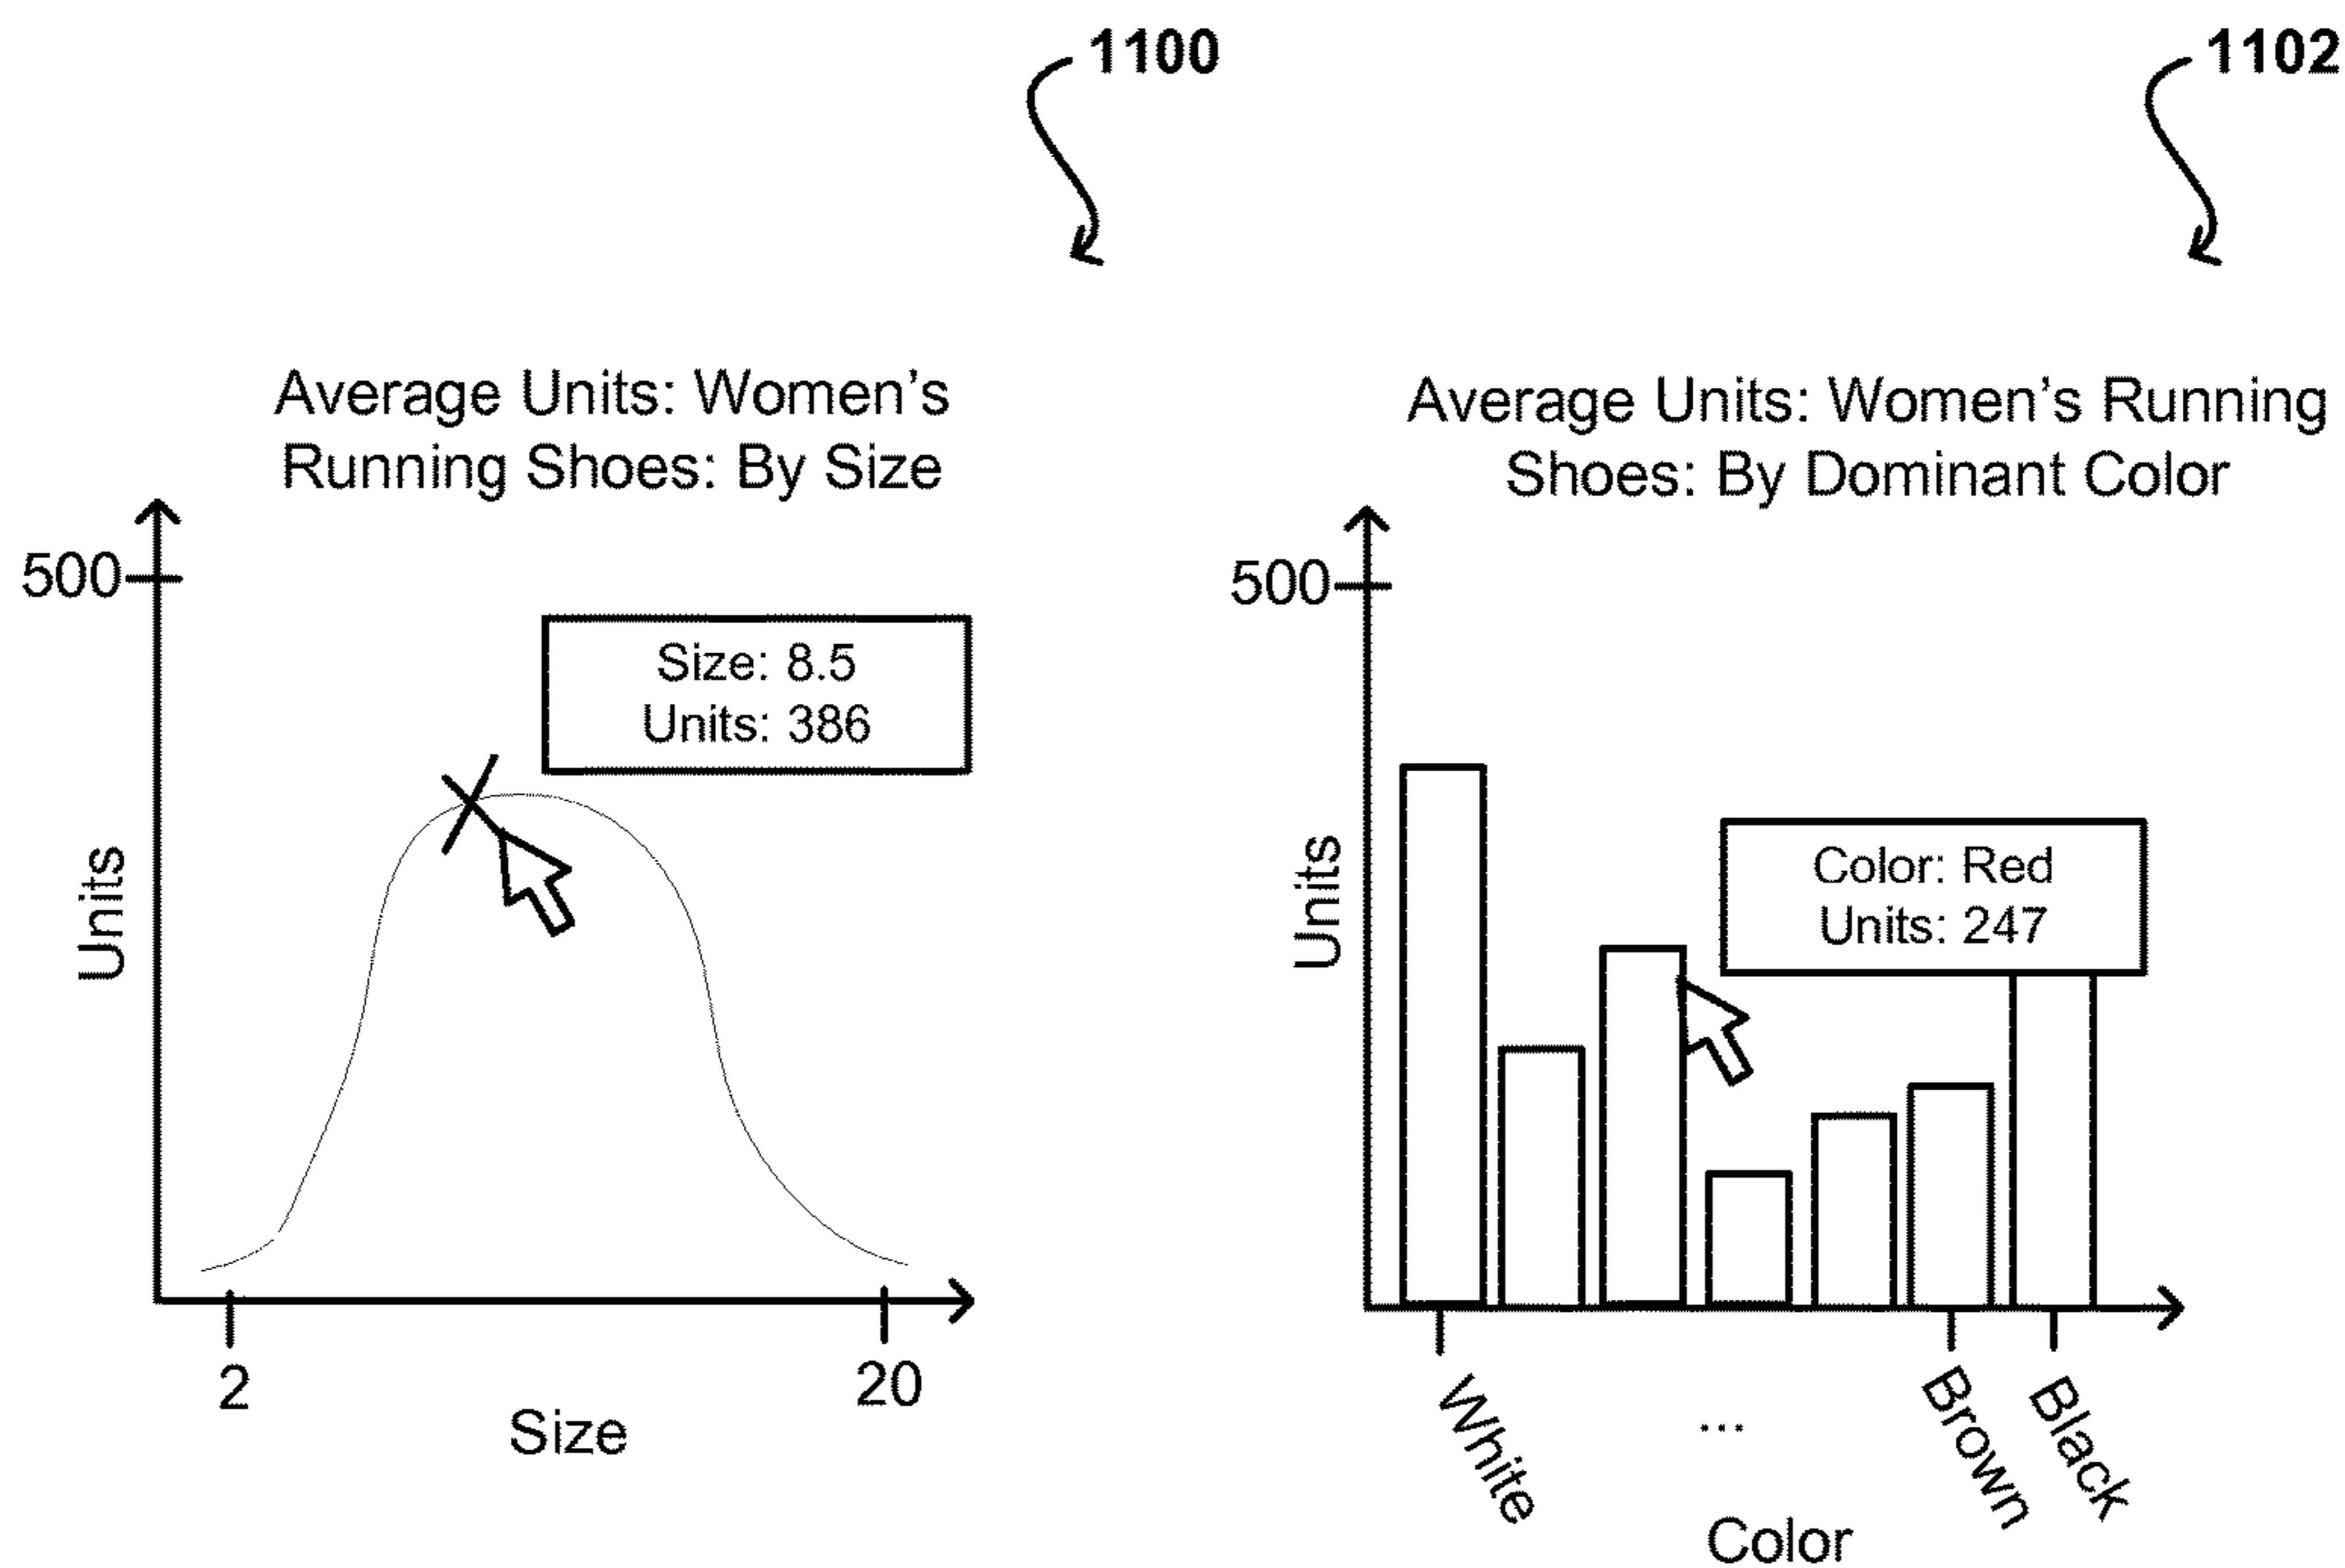 1100
1102
Average Units: Women's
Running Shoes: By Size
500
Size: 8.5
Units: 386
Units
2
20
Size
Average Units: Women's Running
Shoes: By Dominant Color
500
Color: Red
Units: 247
Units
White
...
Brown
Black
Color